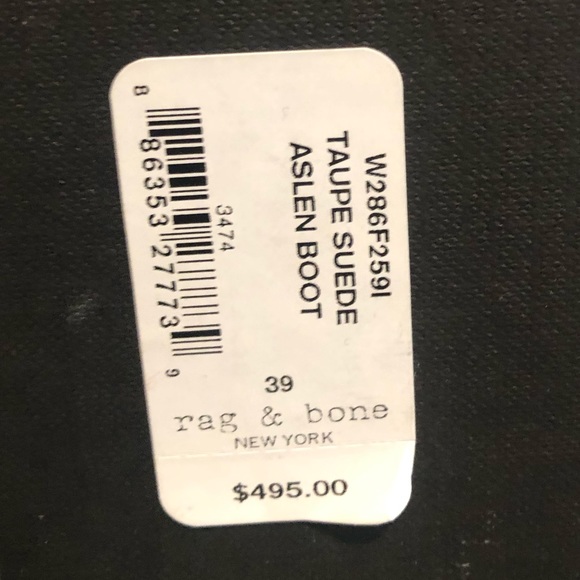 W286F259I
TAUPE SUEDE
ASLEN BOOT
3474
8 86353 27773 9
39
rag & bone
NEW YORK
$495.00